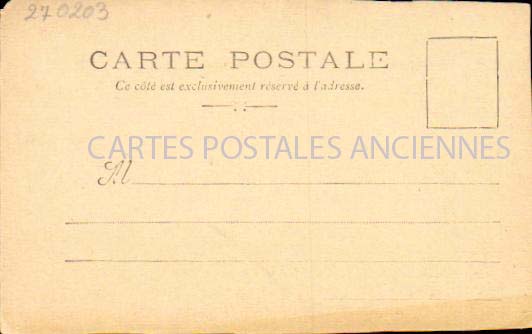 270203
CARTE POSTALE
Ce côté est exclusivement réservé à l'adresse.
CARTES POSTALES ANCIENNES
M